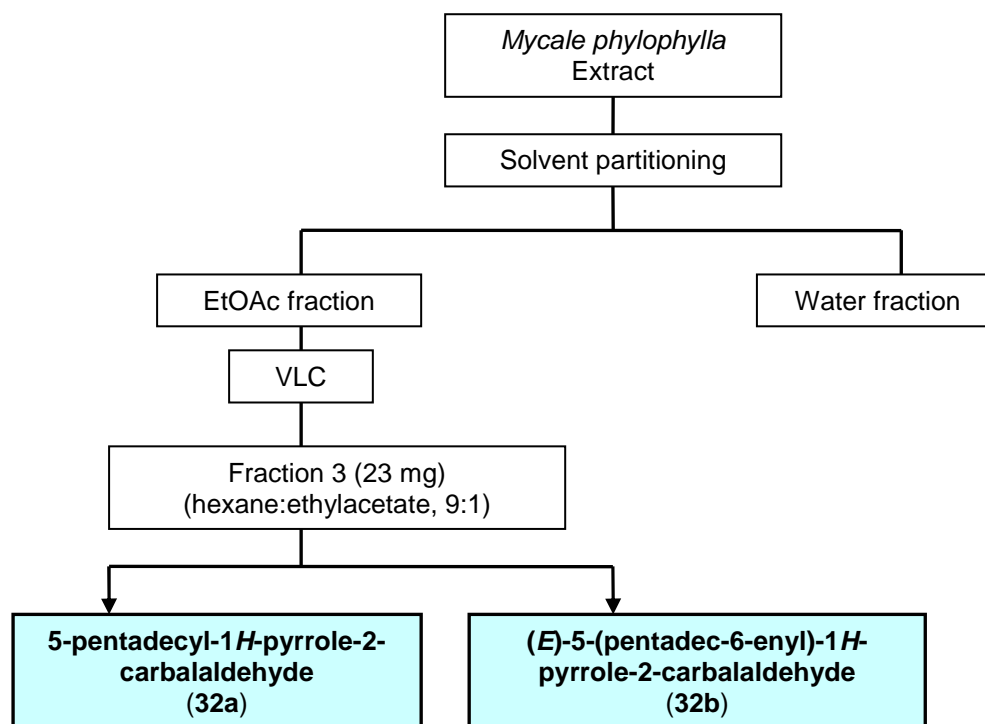 Mycale phylophylla
Extract
Solvent partitioning
EtOAc fraction
Water fraction
VLC
Fraction 3 (23 mg)
(hexane:ethylacetate, 9:1)
5-pentadecyl-1H-pyrrole-2-
carbalaldehyde
(32a)
(E)-5-(pentadec-6-enyl)-1H-
pyrrole-2-carbalaldehyde
(32b)